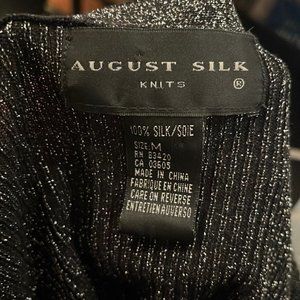 AUGUST SILK
KNITS ®
100% SILK/SOIE
SIZE M
RN 83420
CA 03605
MADE IN CHINA
FABRIQUE EN CHINE
CARE ON REVERSE
ENTRETIEN AU VERSO